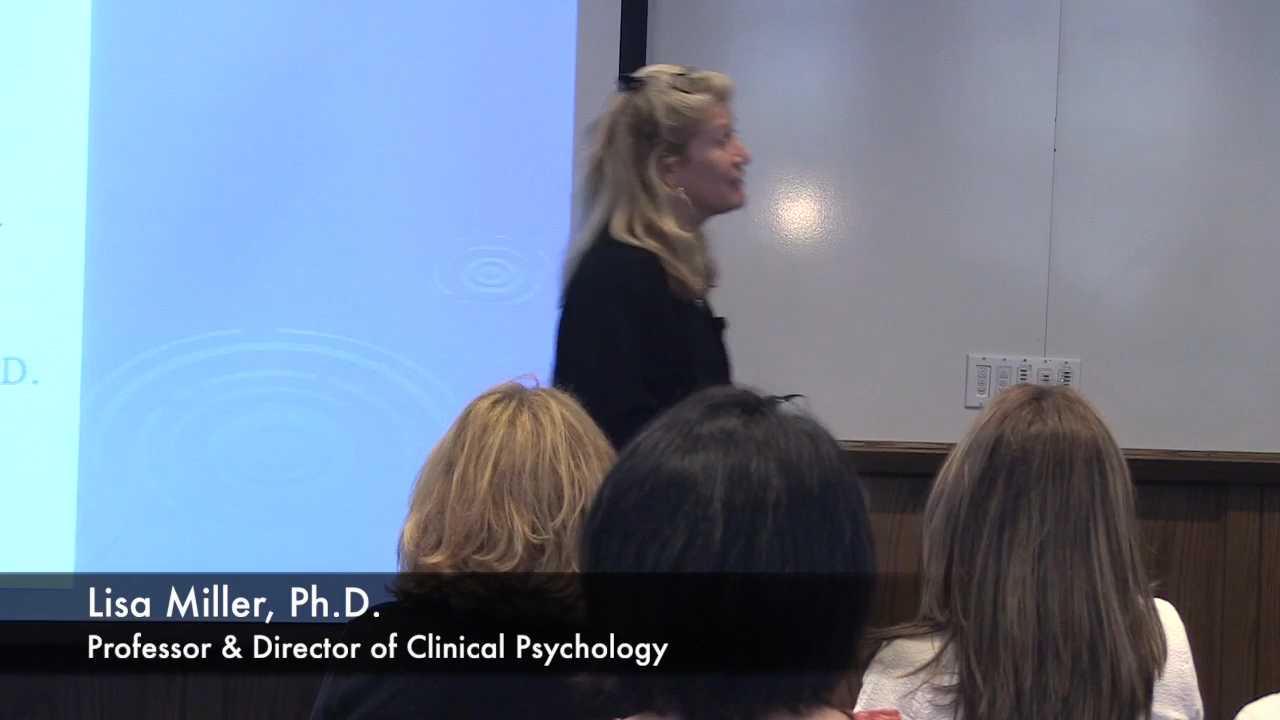 D.
Lisa Miller, Ph.D.
Professor & Director of Clinical Psychology